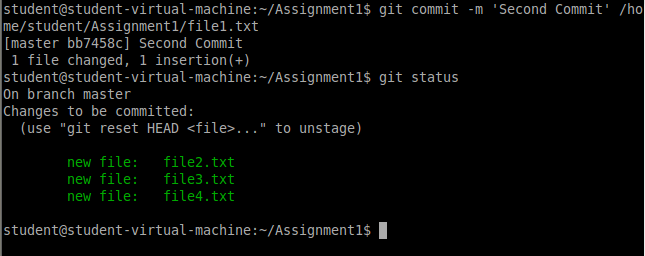 student@student-virtual-machine:~/Assignment1$ git commit -m 'Second Commit' /ho
me/student/Assignment1/file1.txt
[master bb7458c] Second Commit
 1 file changed, 1 insertion(+)
student@student-virtual-machine:~/Assignment1$ git status
On branch master
Changes to be committed:
  (use "git reset HEAD <file>..." to unstage)

        new file:   file2.txt
        new file:   file3.txt
        new file:   file4.txt

student@student-virtual-machine:~/Assignment1$